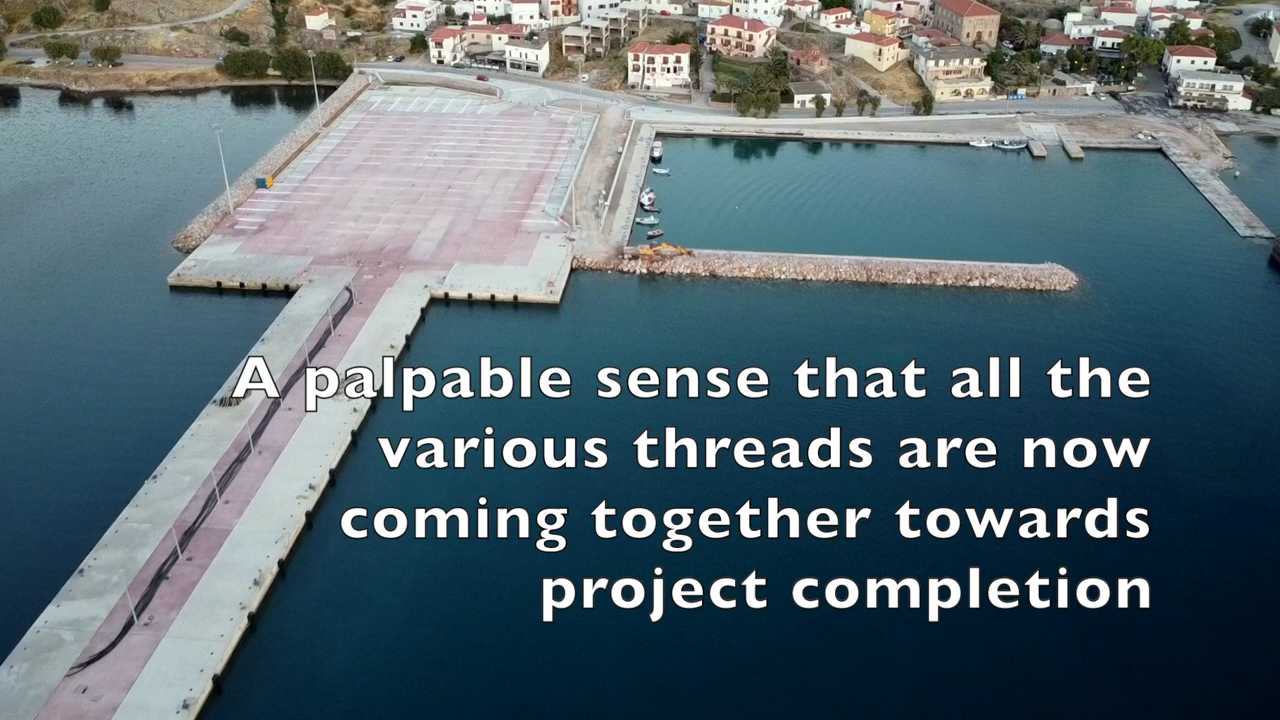 A palpable sense that all the
various threads are now
coming together towards
project completion